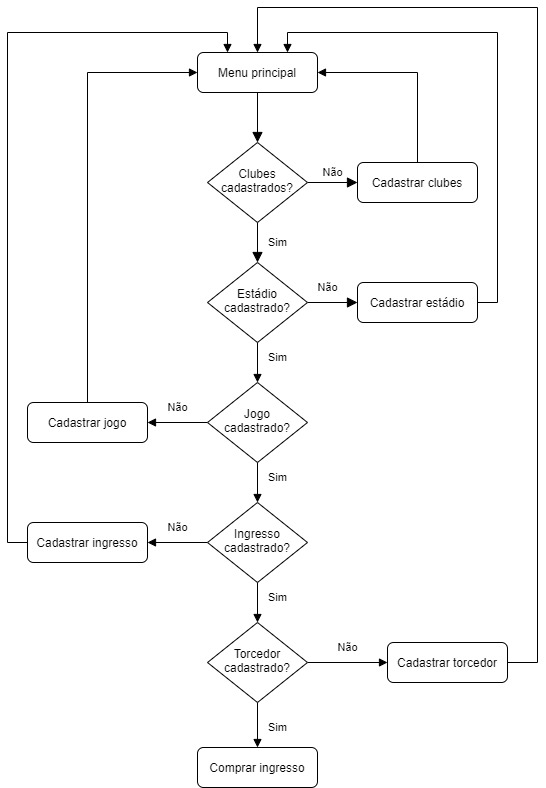 Menu principal
Clubes
cadastrados?
Não
Cadastrar clubes
Sim
Estádio
cadastrado?
Não
Cadastrar estádio
Sim
Jogo
cadastrado?
Não
Cadastrar jogo
Sim
Ingresso
cadastrado?
Não
Cadastrar ingresso
Sim
Torcedor
cadastrado?
Não
Cadastrar torcedor
Sim
Comprar ingresso